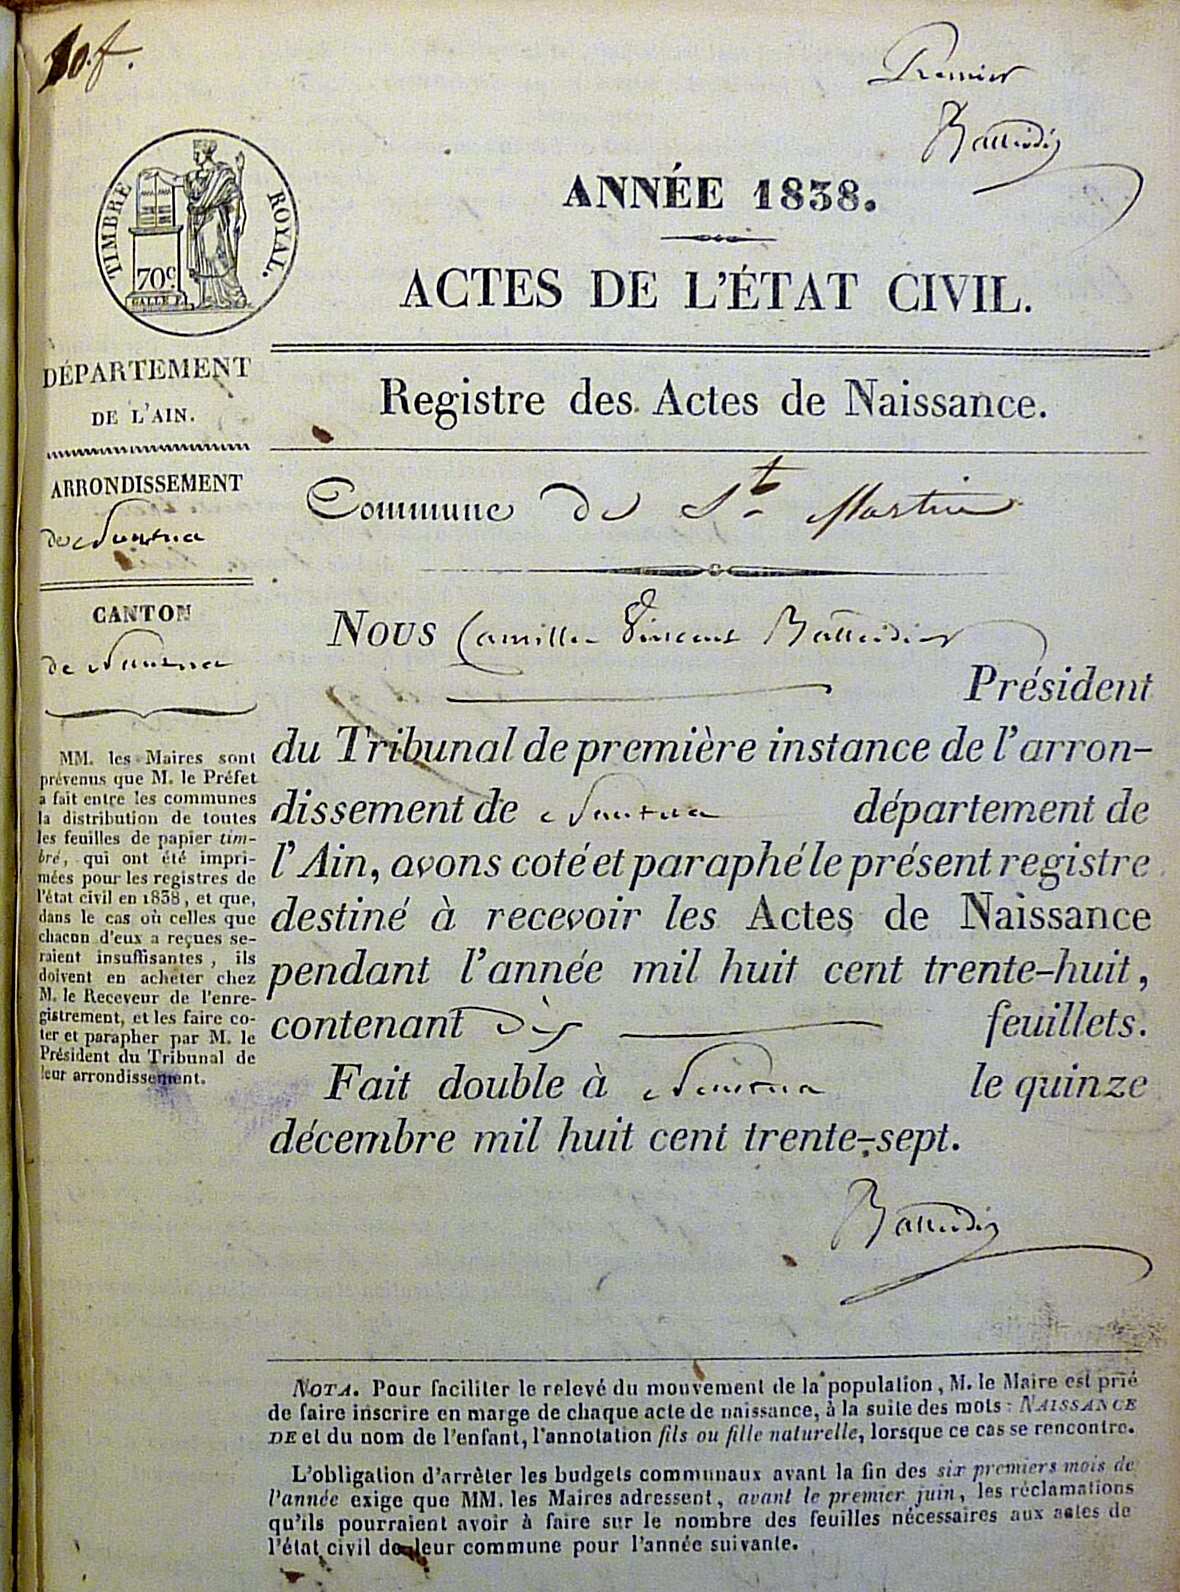 10. f.
Premier
Battaidier
ANNÉE 1838.
ACTES DE L'ÉTAT CIVIL.
TIMBRE ROYAL.
70c
DÉPARTEMENT
DE L'AIN.
ARRONDISSEMENT
de Nantua
CANTON
de Nantua
MM. les Maires sont
prévenus que M. le Préfet
a fait entre les communes
la distribution de toutes
les feuilles de papier tim-
bré, qui ont été impri-
mées pour les registres de
l'état civil en 1838, et que,
dans le cas où celles que
chacun d'eux a reçues se-
raient insuffisantes, ils
doivent en acheter chez
M. le Receveur de l'enre-
gistrement, et les faire co-
ter et parapher par M. le
Président du Tribunal de
leur arrondissement.
Registre des Actes de Naissance.
Commune de St. Martin
Nous Camille Vincent
Président
du Tribunal de première instance de l'arron-
dissement de Nantua département de
l'Ain, avons coté et paraphé le présent registre
destiné à recevoir les Actes de Naissance
pendant l'année mil huit cent trente-huit,
contenant dix feuillets.
Fait double à Nantua le quinze
décembre mil huit cent trente-sept.
NOTA. Pour faciliter le relevé du mouvement de la population, M. le Maire est prié
de faire inscrire en marge de chaque acte de naissance, à la suite des mots: NAISSANCE
DE et du nom de l'enfant, l'annotation fils ou fille naturelle, lorsque ce cas se rencontre.
L'obligation d'arrêter les budgets communaux avant la fin des six premiers mois de
l'année exige que MM. les Maires adressent, avant le premier juin, les réclamations
qu'ils pourraient avoir à faire sur le nombre des feuilles nécessaires aux actes de
l'état civil de leur commune pour l'année suivante.